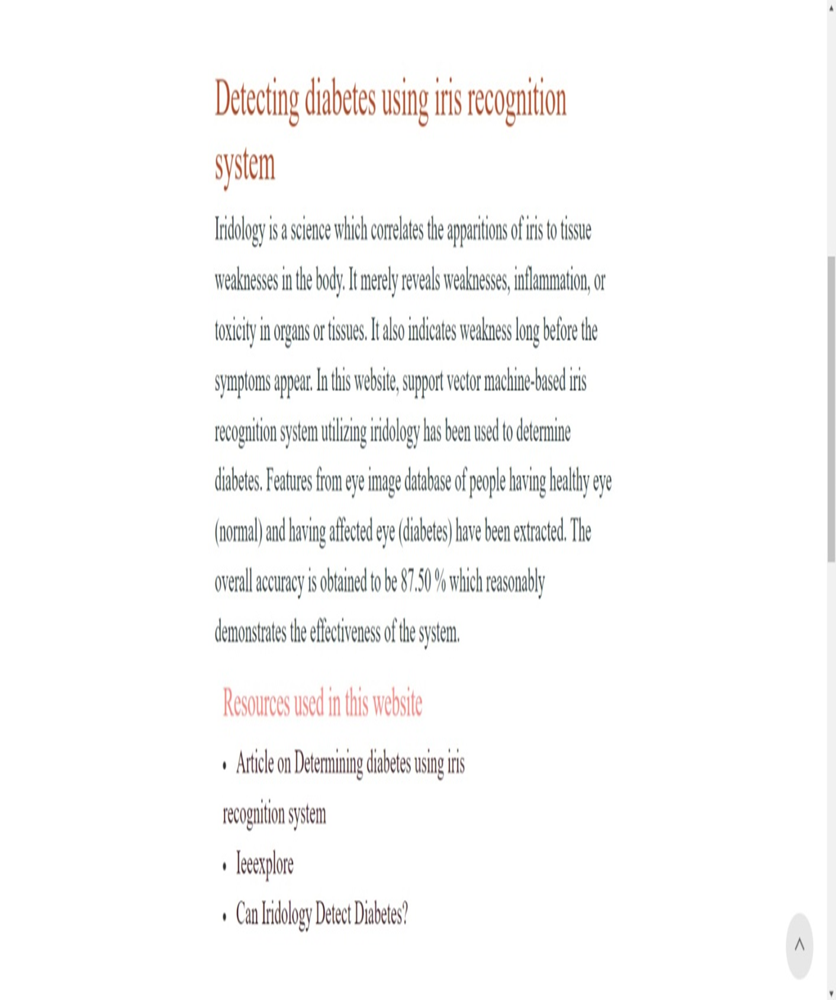 Detecting diabetes using iris recognition
system
Iridology is a science which correlates the apparitions of iris to tissue
weaknesses in the body. It merely reveals weaknesses, inflammation, or
toxicity in organs or tissues. It also indicates weakness long before the
symptoms appear. In this website, support vector machine-based iris
recognition system utilizing iridology has been used to determine
diabetes. Features from eye image database of people having healthy eye
(normal) and having affected eye (diabetes) have been extracted. The
overall accuracy is obtained to be 87.50 % which reasonably
demonstrates the effectiveness of the system.
Resources used in this website
• Article on Determining diabetes using iris
recognition system
• Ieeexplore
• Can Iridology Detect Diabetes?